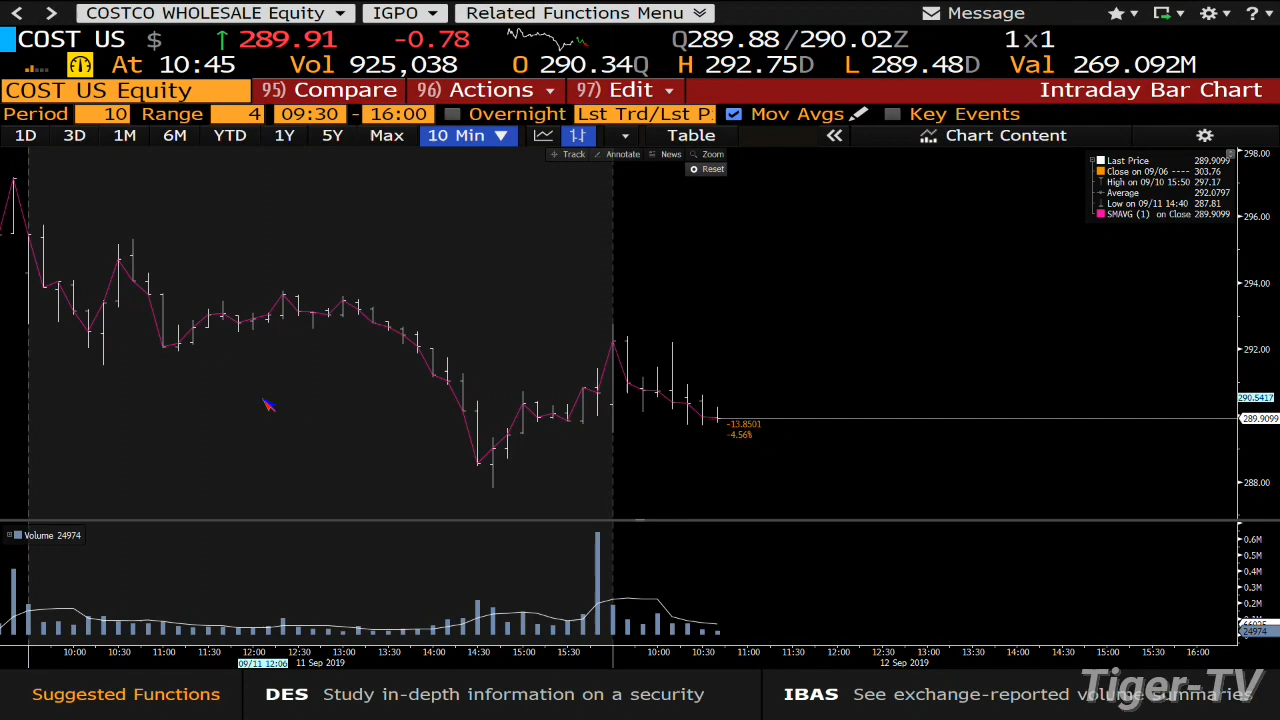 COSTCO WHOLESALE Equity IGPO Related Functions Menu Message
COST US $ 289.91 -0.78 Q289.88/290.02Z 1x1
At 10:45 Vol 925,038 O 290.34Q H 292.75D L 289.48D Val 269.092M
COST US Equity 95) Compare 96) Actions 97) Edit Intraday Bar Chart
Period 10 Range 4 09:30 - 16:00 Overnight Lst Trd/Lst P Mov Avgs Key Events
1D 3D 1M 6M YTD 1Y 5Y Max 10 Min Table Chart Content
Track Annotate News Zoom
Reset
Last Price 289.9099
Close on 09/06 ---- 303.76
High on 09/10 15:50 297.17
Average 292.0797
Low on 09/11 14:40 287.81
SMAVG (1) on Close 289.9099
298.00
296.00
294.00
292.00
290.5417
289.9099
288.00
-13.8501
-4.56%
Volume 24974
0.6M
0.5M
0.4M
0.3M
0.2M
24974
10:00 10:30 11:00 11:30 12:00 12:30 13:00 13:30 14:00 14:30 15:00 15:30 10:00 10:30 11:00 11:30 12:00 12:30 13:00 13:30 14:00 14:30 15:00 15:30 16:00
09/11 12:06 11 Sep 2019 12 Sep 2019
Suggested Functions DES Study in-depth information on a security IBAS See exchange-reported volume summaries
Tiger-TV